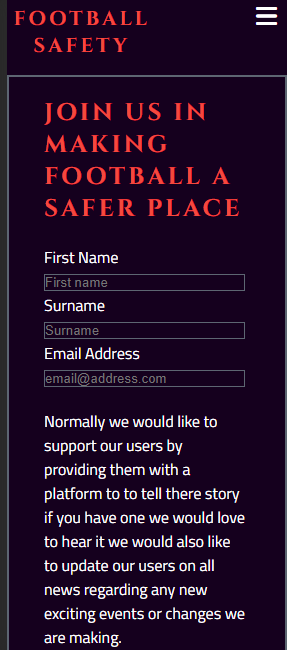 FOOTBALL
SAFETY
JOIN US IN
MAKING
FOOTBALL A
SAFER PLACE
First Name
First name
Surname
Surname
Email Address
email@address.com
Normally we would like to
support our users by
providing them with a
platform to to tell there story
if you have one we would love
to hear it we would also like
to update our users on all
news regarding any new
exciting events or changes we
are making.